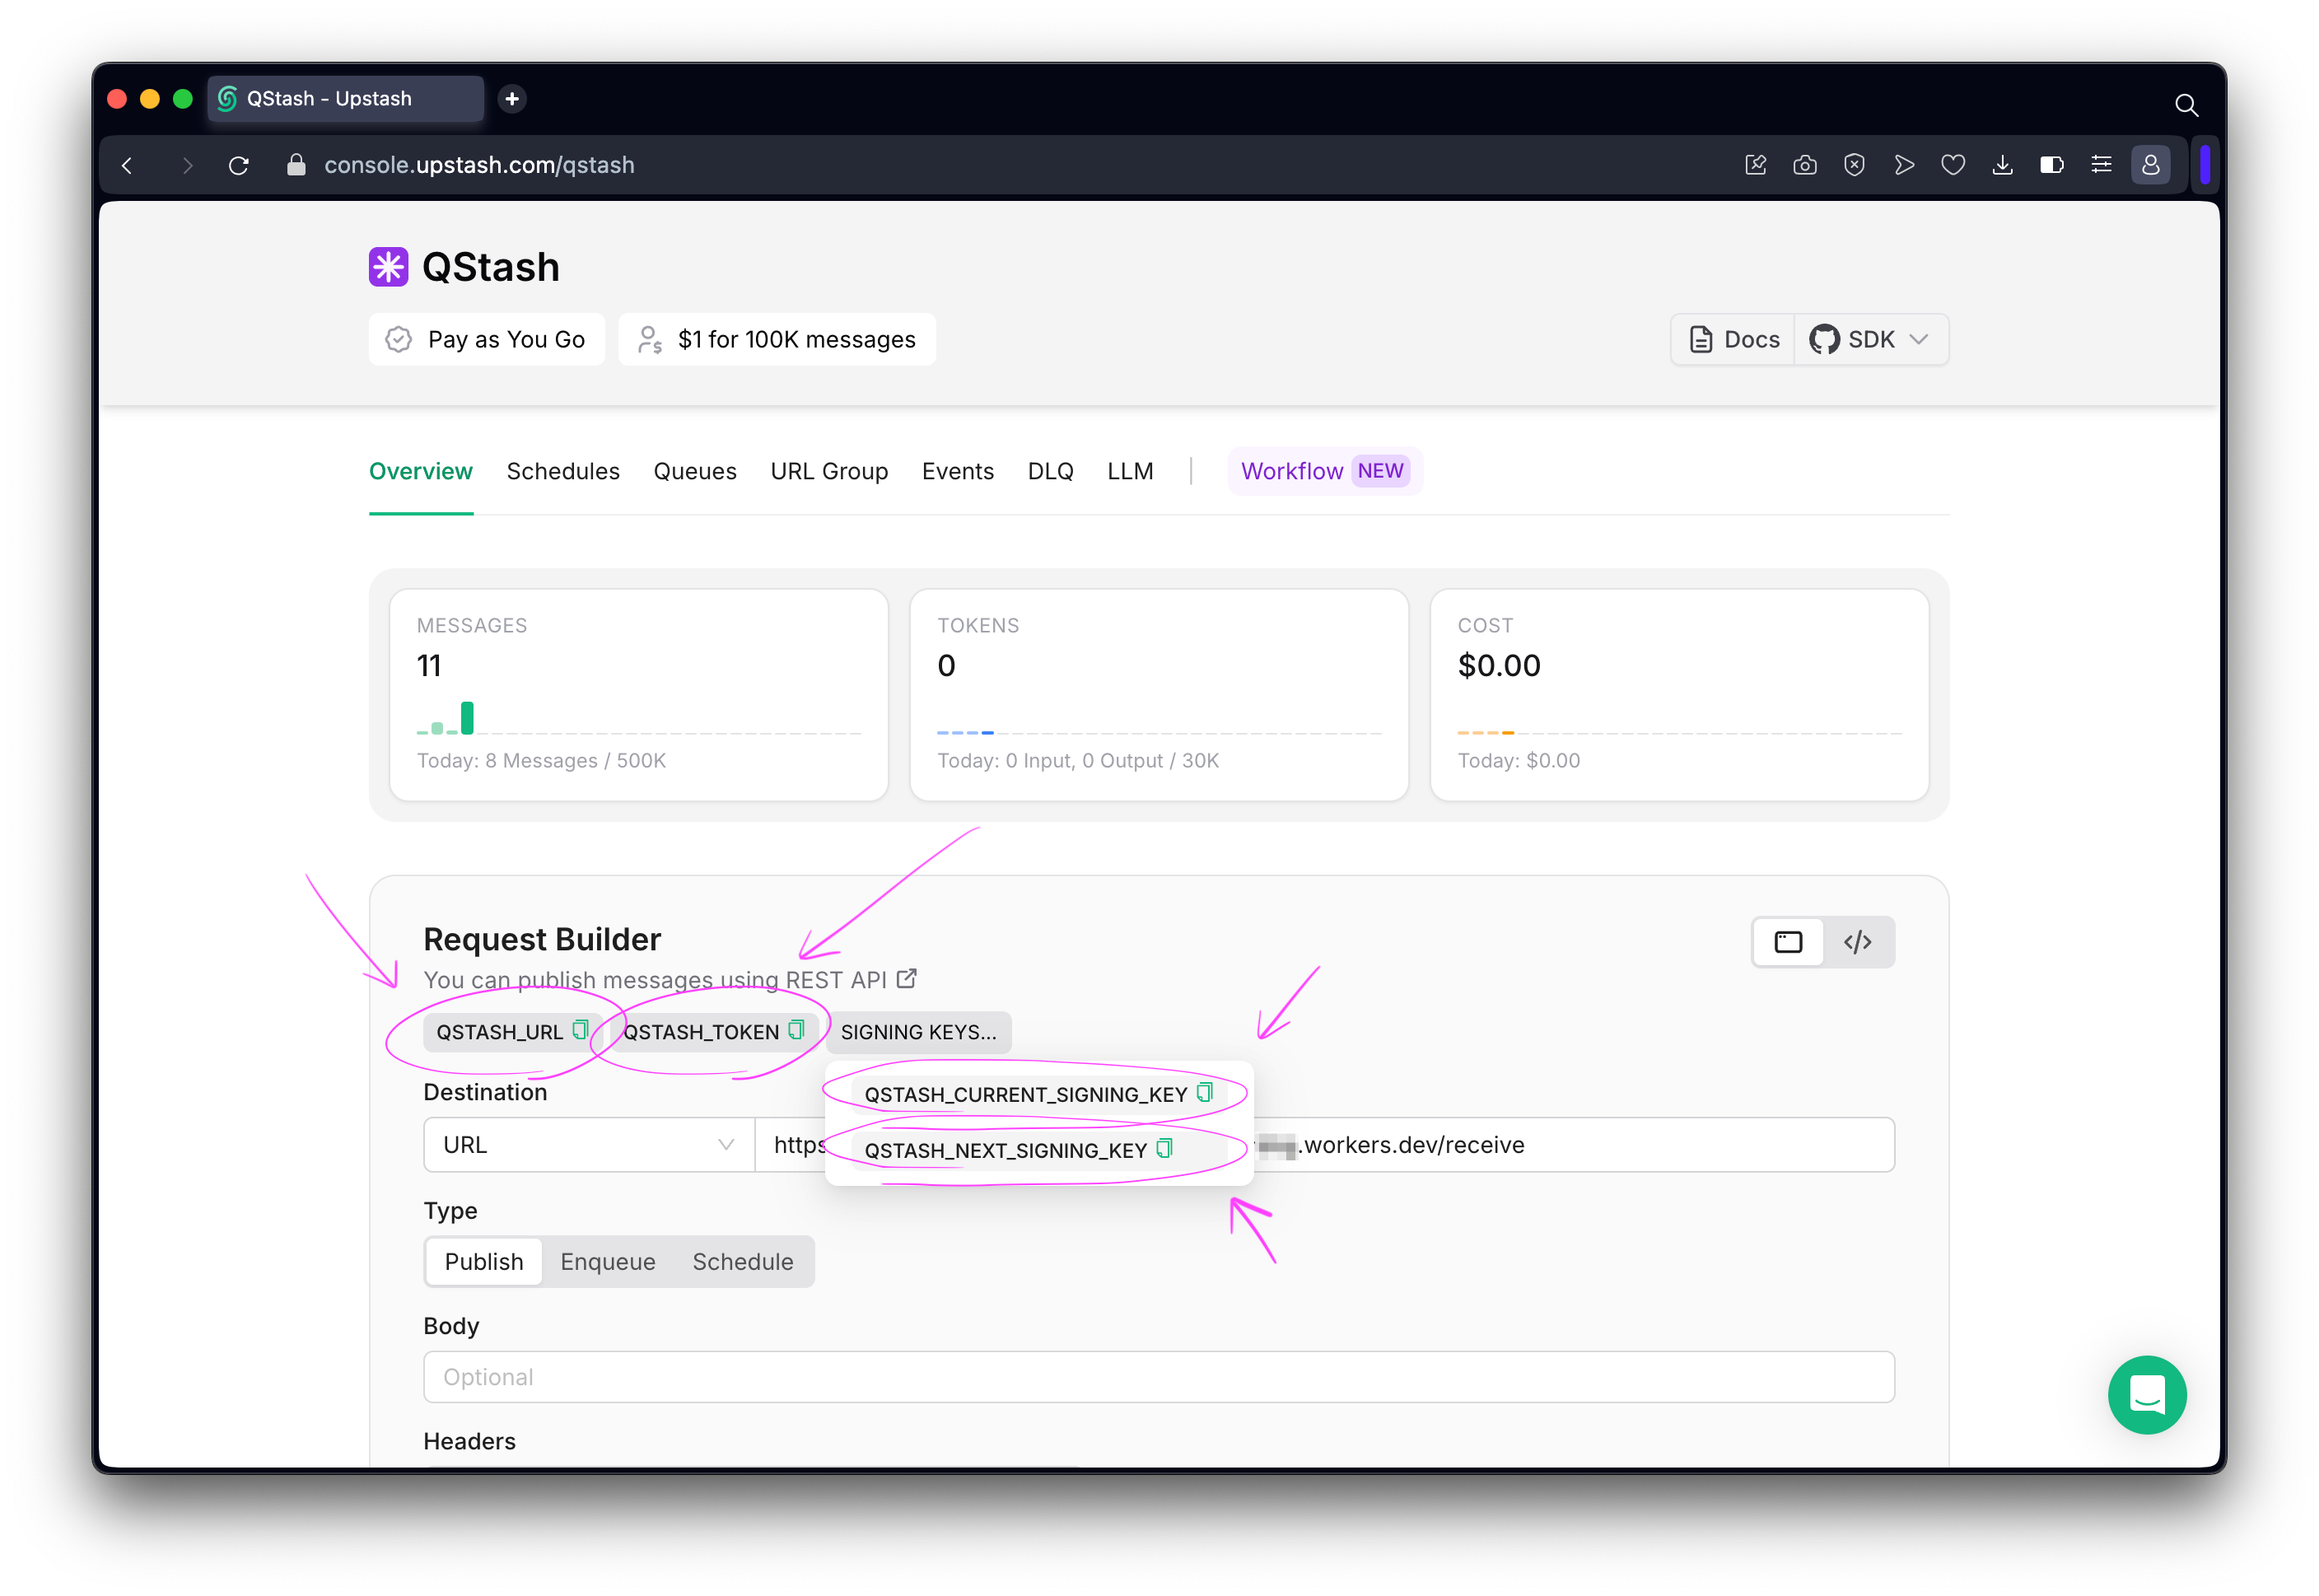 QStash - Upstash
console.upstash.com/qstash
QStash
Pay as You Go
$1 for 100K messages
Docs
SDK
Overview
Schedules
Queues
URL Group
Events
DLQ
LLM
Workflow NEW
MESSAGES
11
Today: 8 Messages / 500K
TOKENS
0
Today: 0 Input, 0 Output / 30K
COST
$0.00
Today: $0.00
Request Builder
You can publish messages using REST API
QSTASH_URL
QSTASH_TOKEN
SIGNING KEYS...
QSTASH_CURRENT_SIGNING_KEY
QSTASH_NEXT_SIGNING_KEY
Destination
URL
https
.workers.dev/receive
Type
Publish
Enqueue
Schedule
Body
Optional
Headers